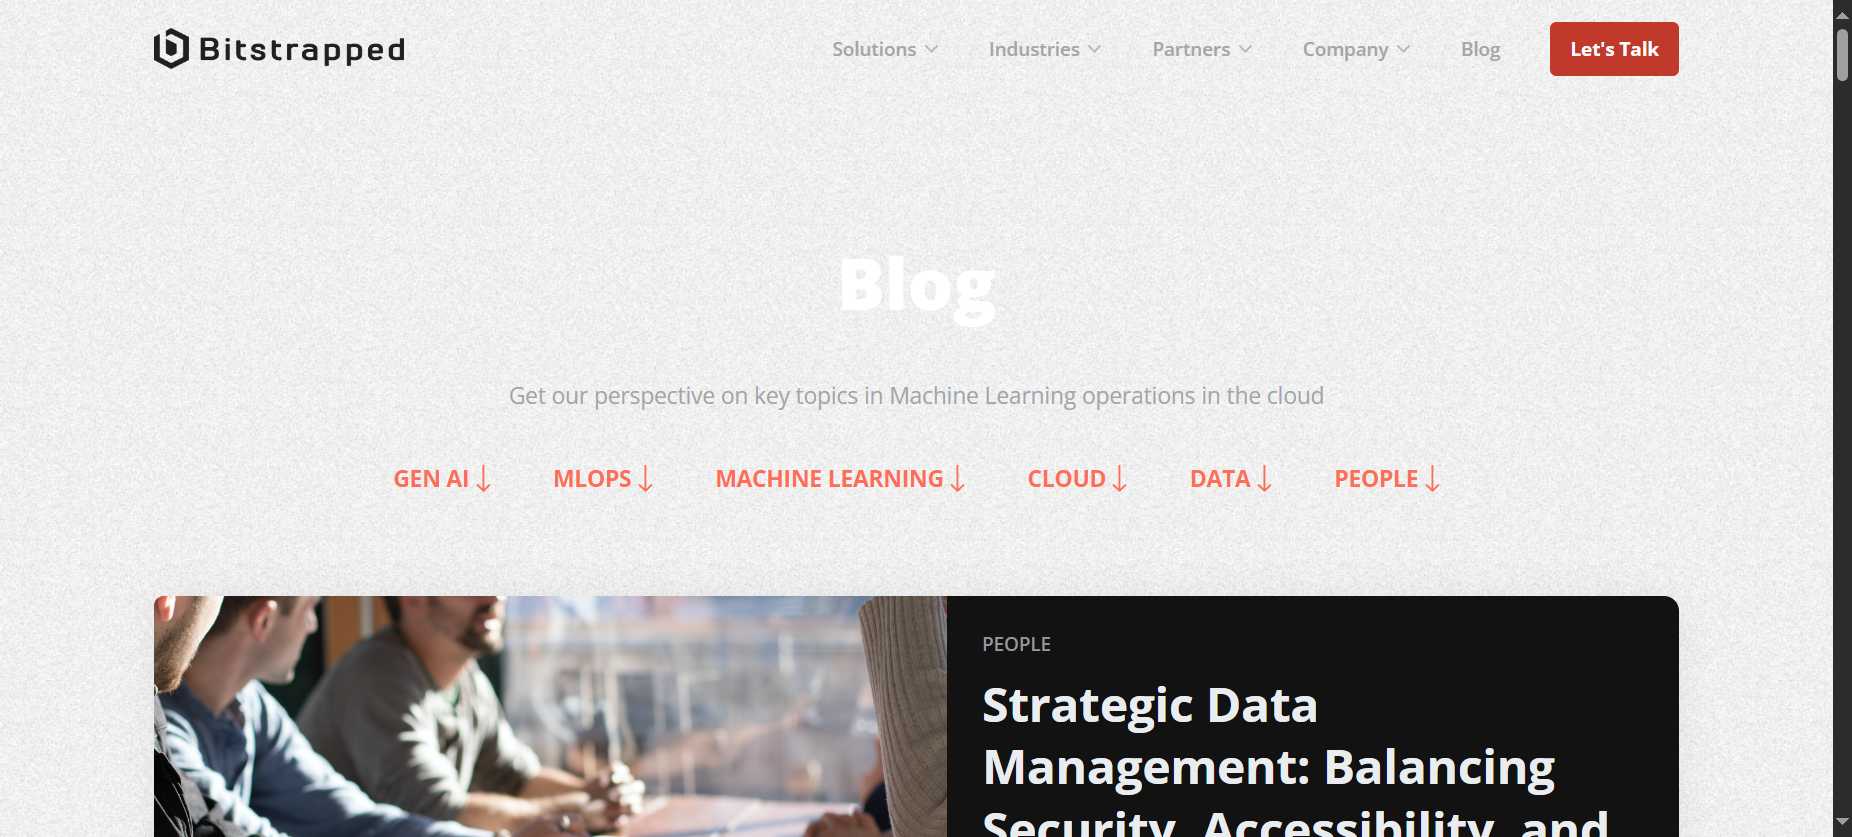 Bitstrapped
Solutions Industries Partners Company Blog Let's Talk
Blog
Get our perspective on key topics in Machine Learning operations in the cloud
GEN AI MLOPS MACHINE LEARNING CLOUD DATA PEOPLE
PEOPLE
Strategic Data
Management: Balancing
Security, Accessibility, and